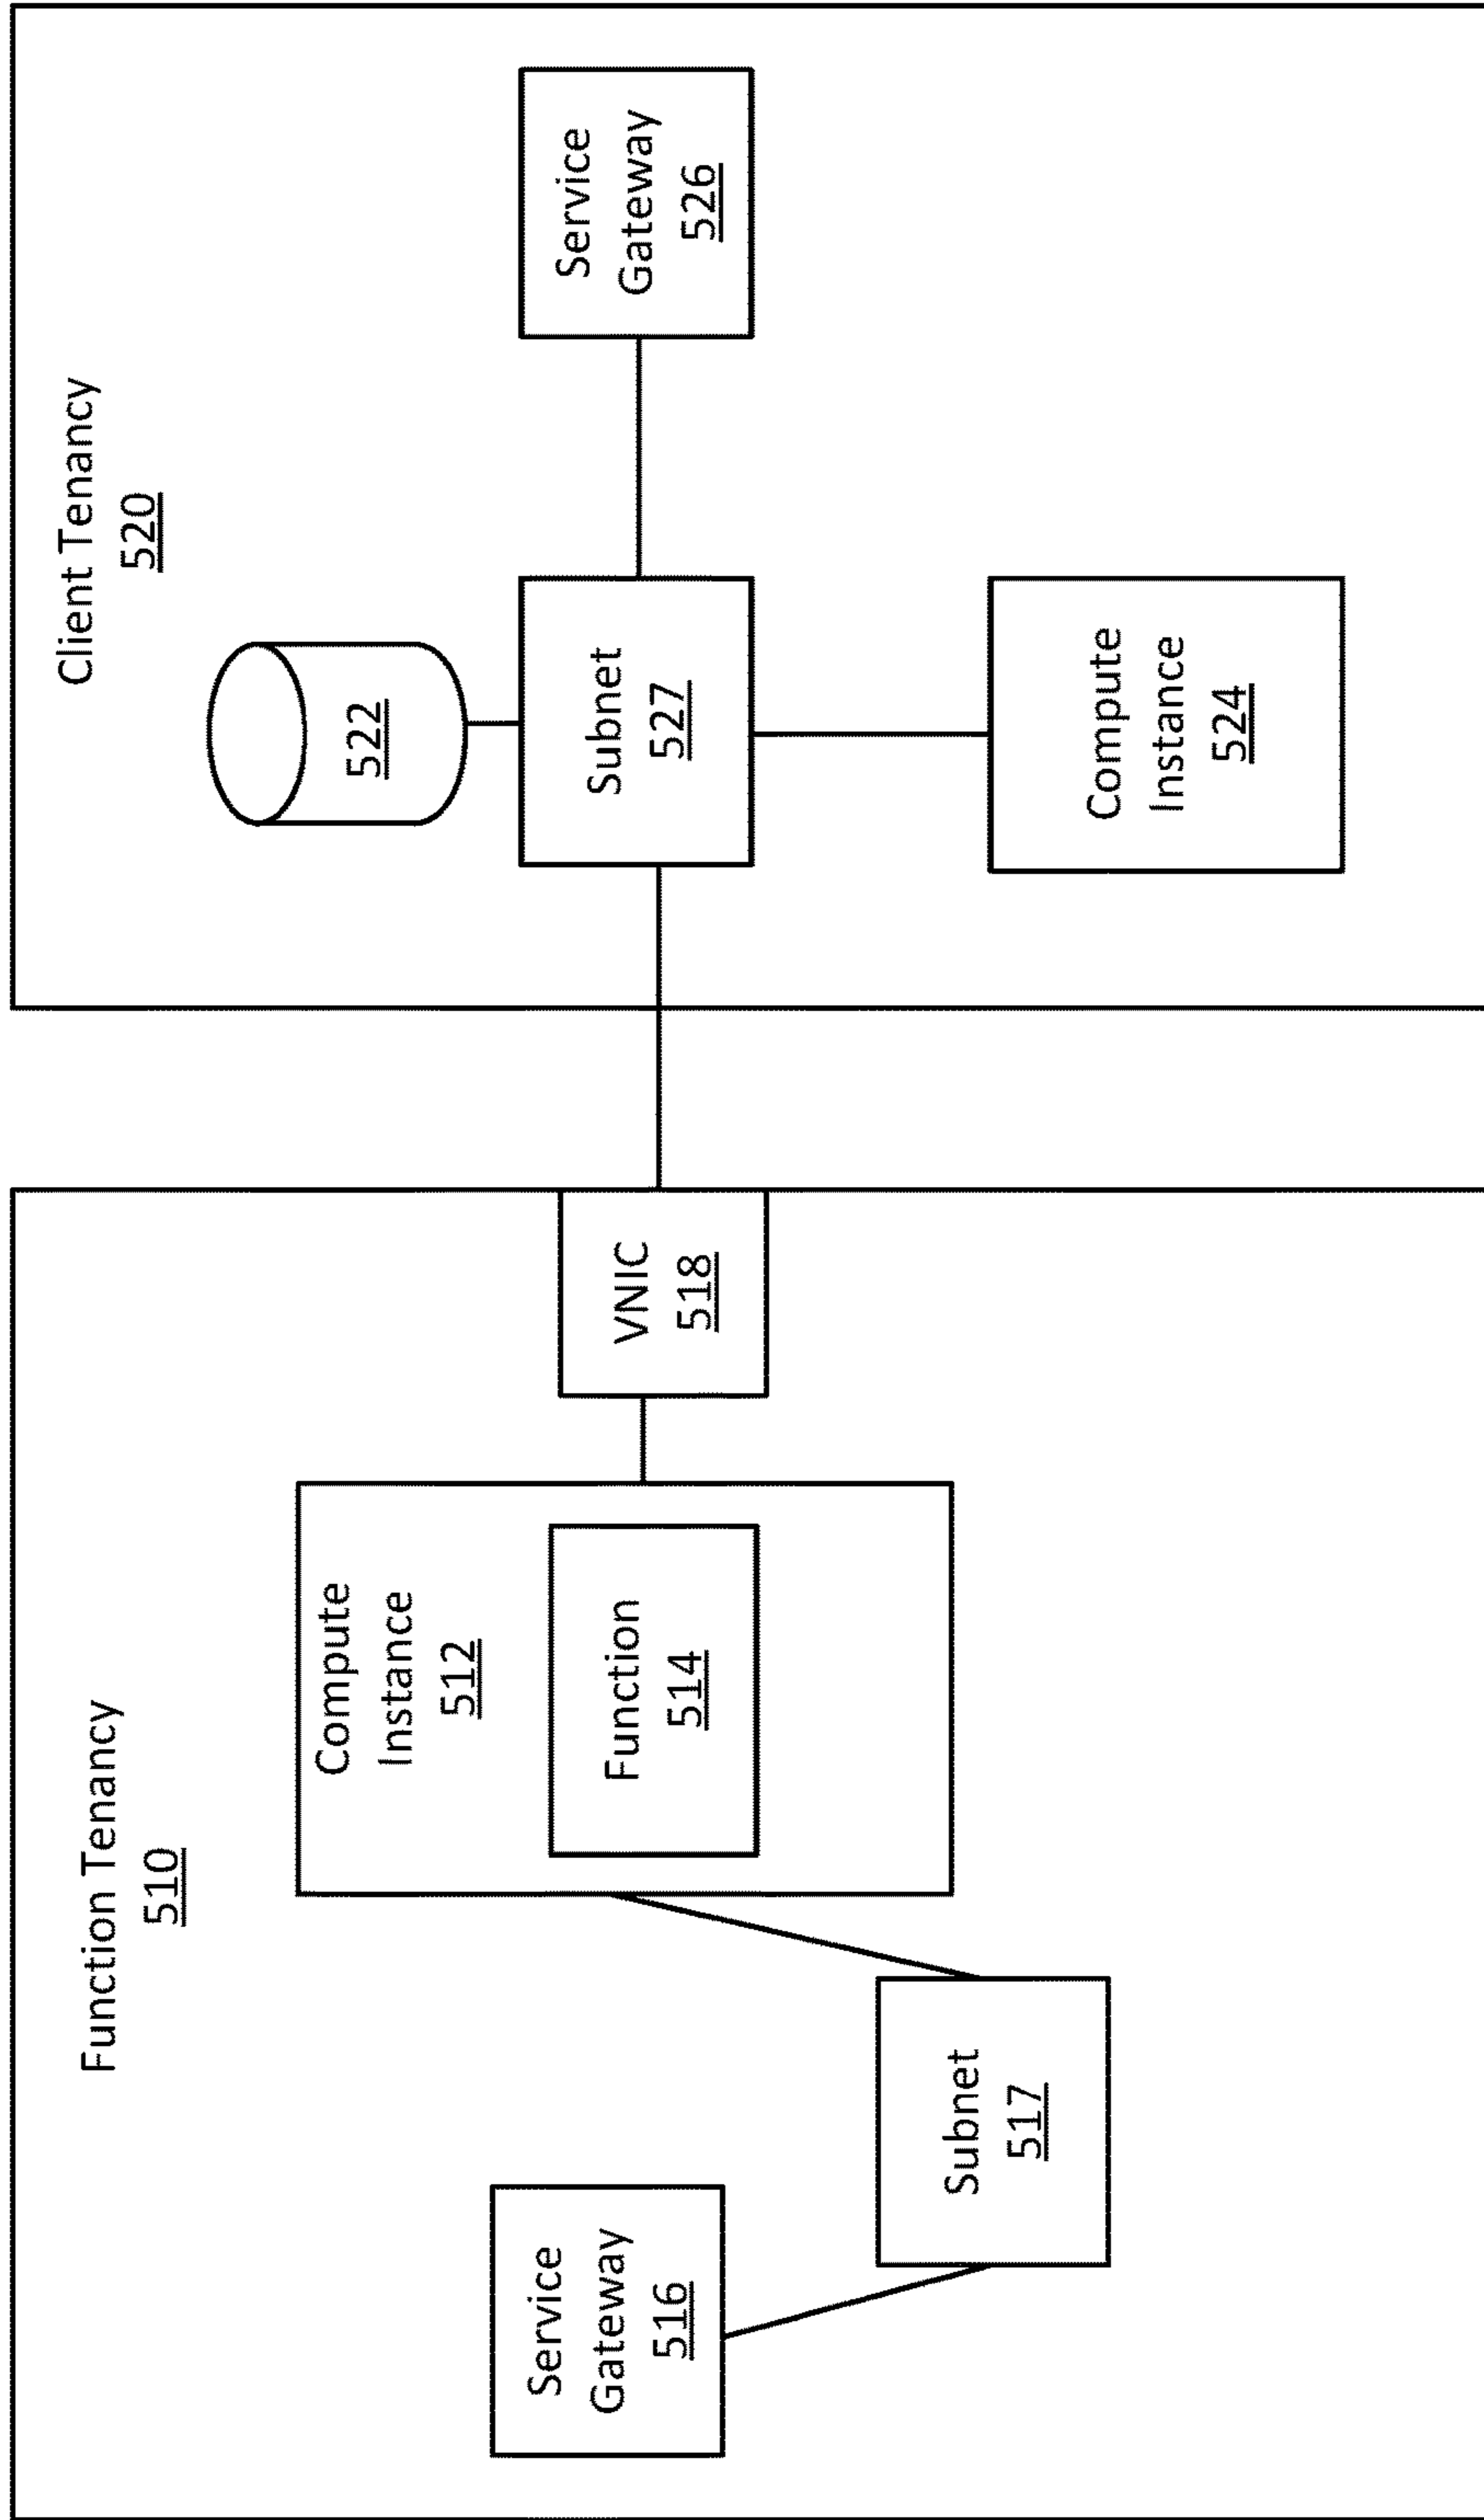 Function Tenancy
510
Service
Gateway
516
Subnet
517
Compute
Instance
512
Function
514
VNIC
518
Client Tenancy
520
522
Subnet
527
Service
Gateway
526
Compute
Instance
524